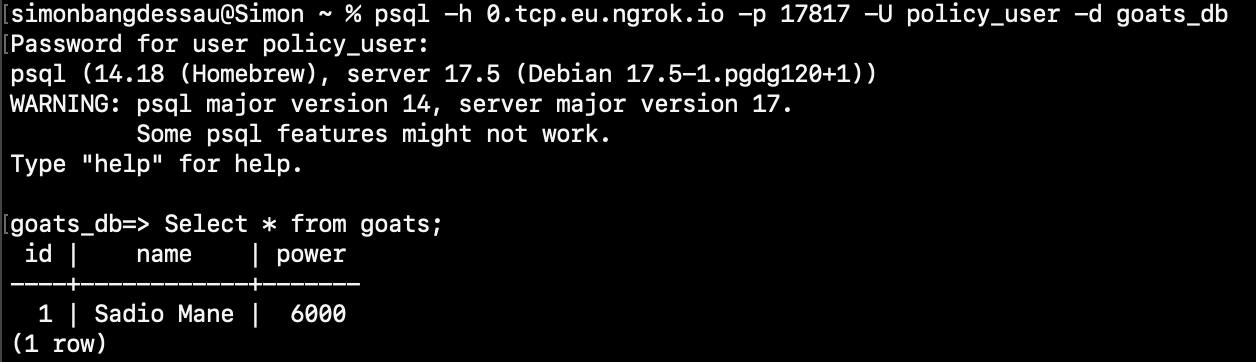 [simonbangdessau@Simon ~ % psql -h 0.tcp.eu.ngrok.io -p 17817 -U policy_user -d goats_db
[Password for user policy_user:
psql (14.18 (Homebrew), server 17.5 (Debian 17.5-1.pgdg120+1))
WARNING: psql major version 14, server major version 17.
         Some psql features might not work.
Type "help" for help.

[goats_db=> Select * from goats;
 id |    name    | power
----+------------+-------
  1 | Sadio Mane |  6000
(1 row)